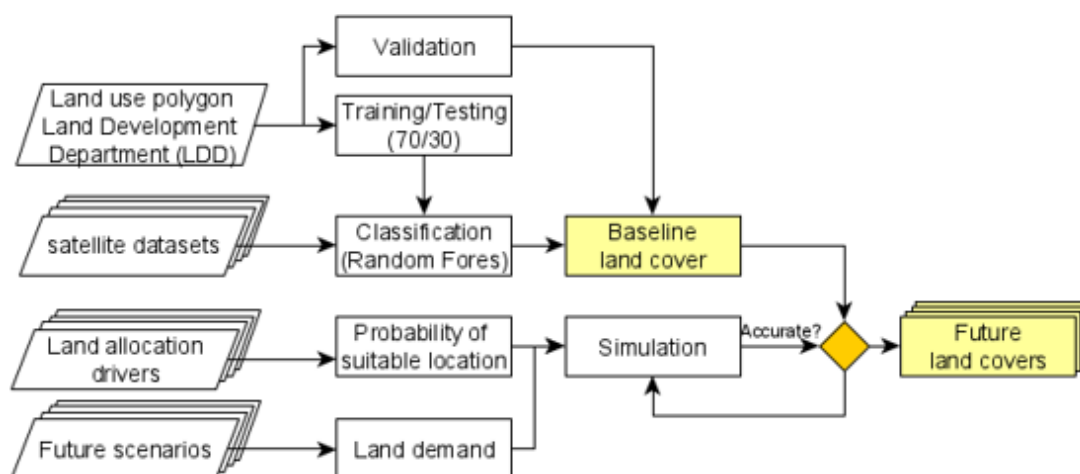 Validation
Land use polygon
Land Development
Department (LDD)
Training/Testing
(70/30)
satellite datasets
Classification
(Random Fores)
Baseline
land cover
Land allocation
drivers
Probability of
suitable location
Simulation
Accurate?
Future
land covers
Future scenarios
Land demand